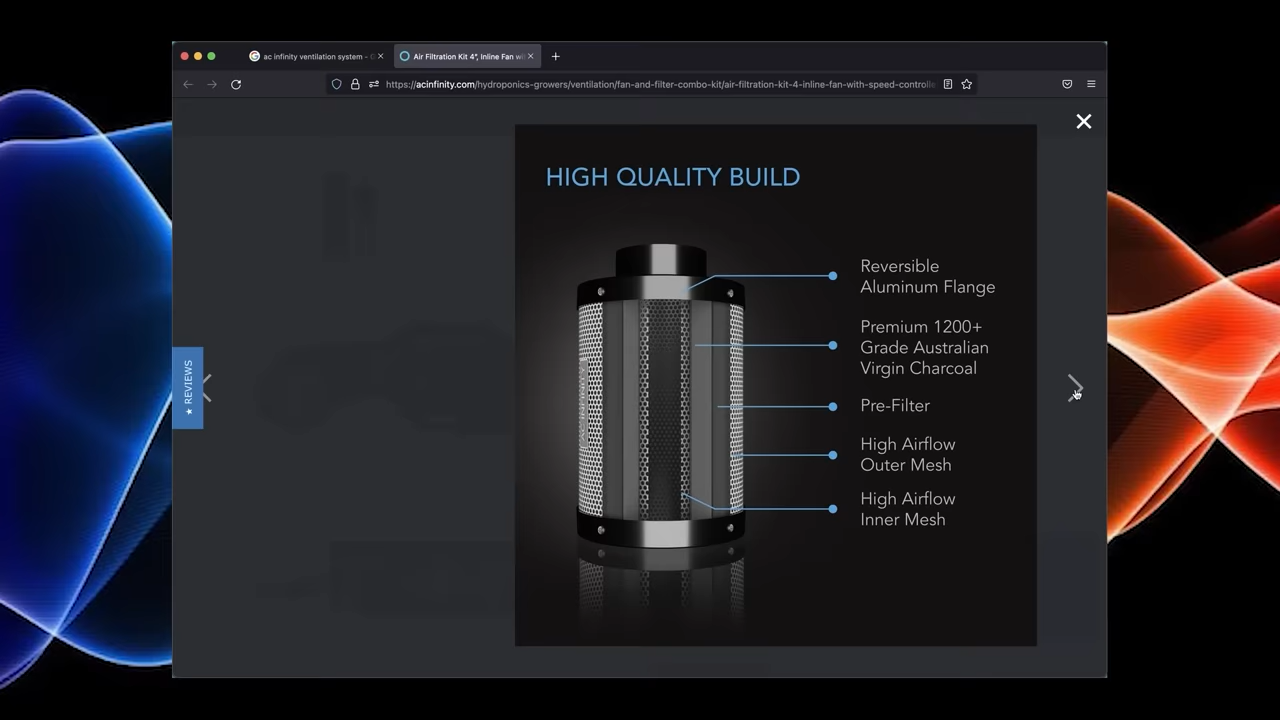 ac infinity ventilation system - G
Air Filtration Kit 4", Inline Fan wi
https://acinfinity.com/hydroponics-growers/ventilation/fan-and-filter-combo-kit/air-filtration-kit-4-inline-fan-with-speed-controlle
HIGH QUALITY BUILD
Reversible
Aluminum Flange
Premium 1200+
Grade Australian
Virgin Charcoal
Pre-Filter
High Airflow
Outer Mesh
High Airflow
Inner Mesh
★ REVIEWS